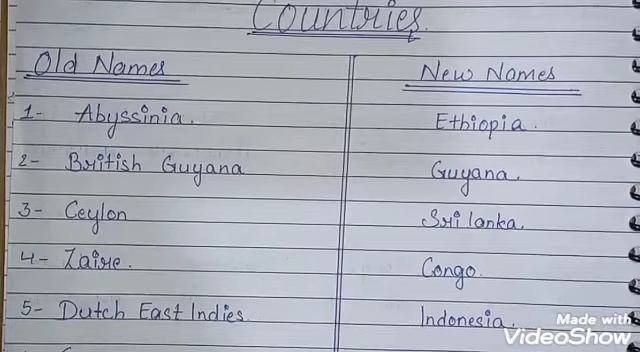 Countries
Old Names New Names
1- Abyssinia. Ethiopia.
2- British Guyana Guyana.
3- Ceylon Sri lanka.
4- Zaire. Congo.
5- Dutch East Indies. Indonesia.
Made with
VideoShow